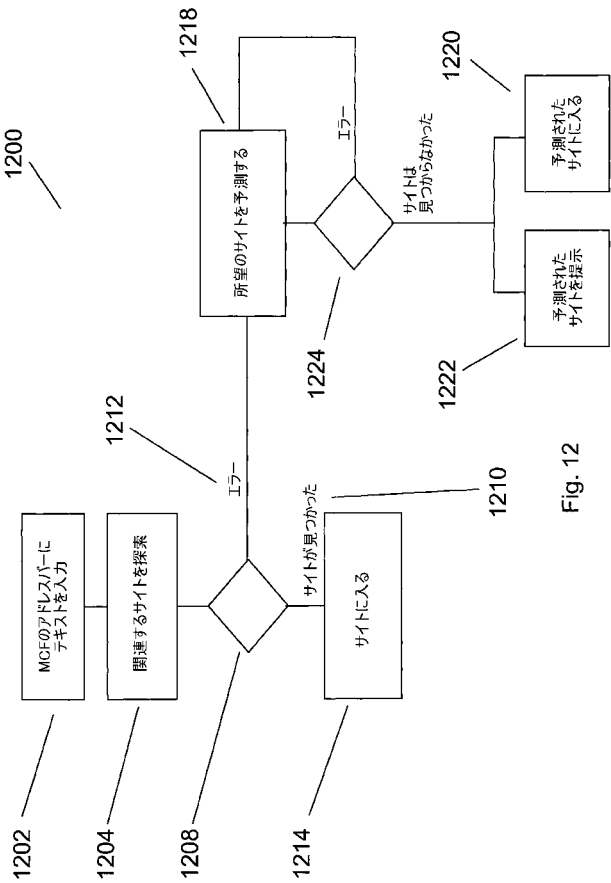 1200
1202
MCFのアドレスバーに
テキストを入力
1204
関連するサイトを探索
1208
1212
エラー
1210
サイトが見つかった
1214
サイトに入る
1218
所望のサイトを予測する
エラー
1224
サイトは
見つからなかった
1222
予測された
サイトを提示
1220
予測された
サイトに入る
Fig. 12